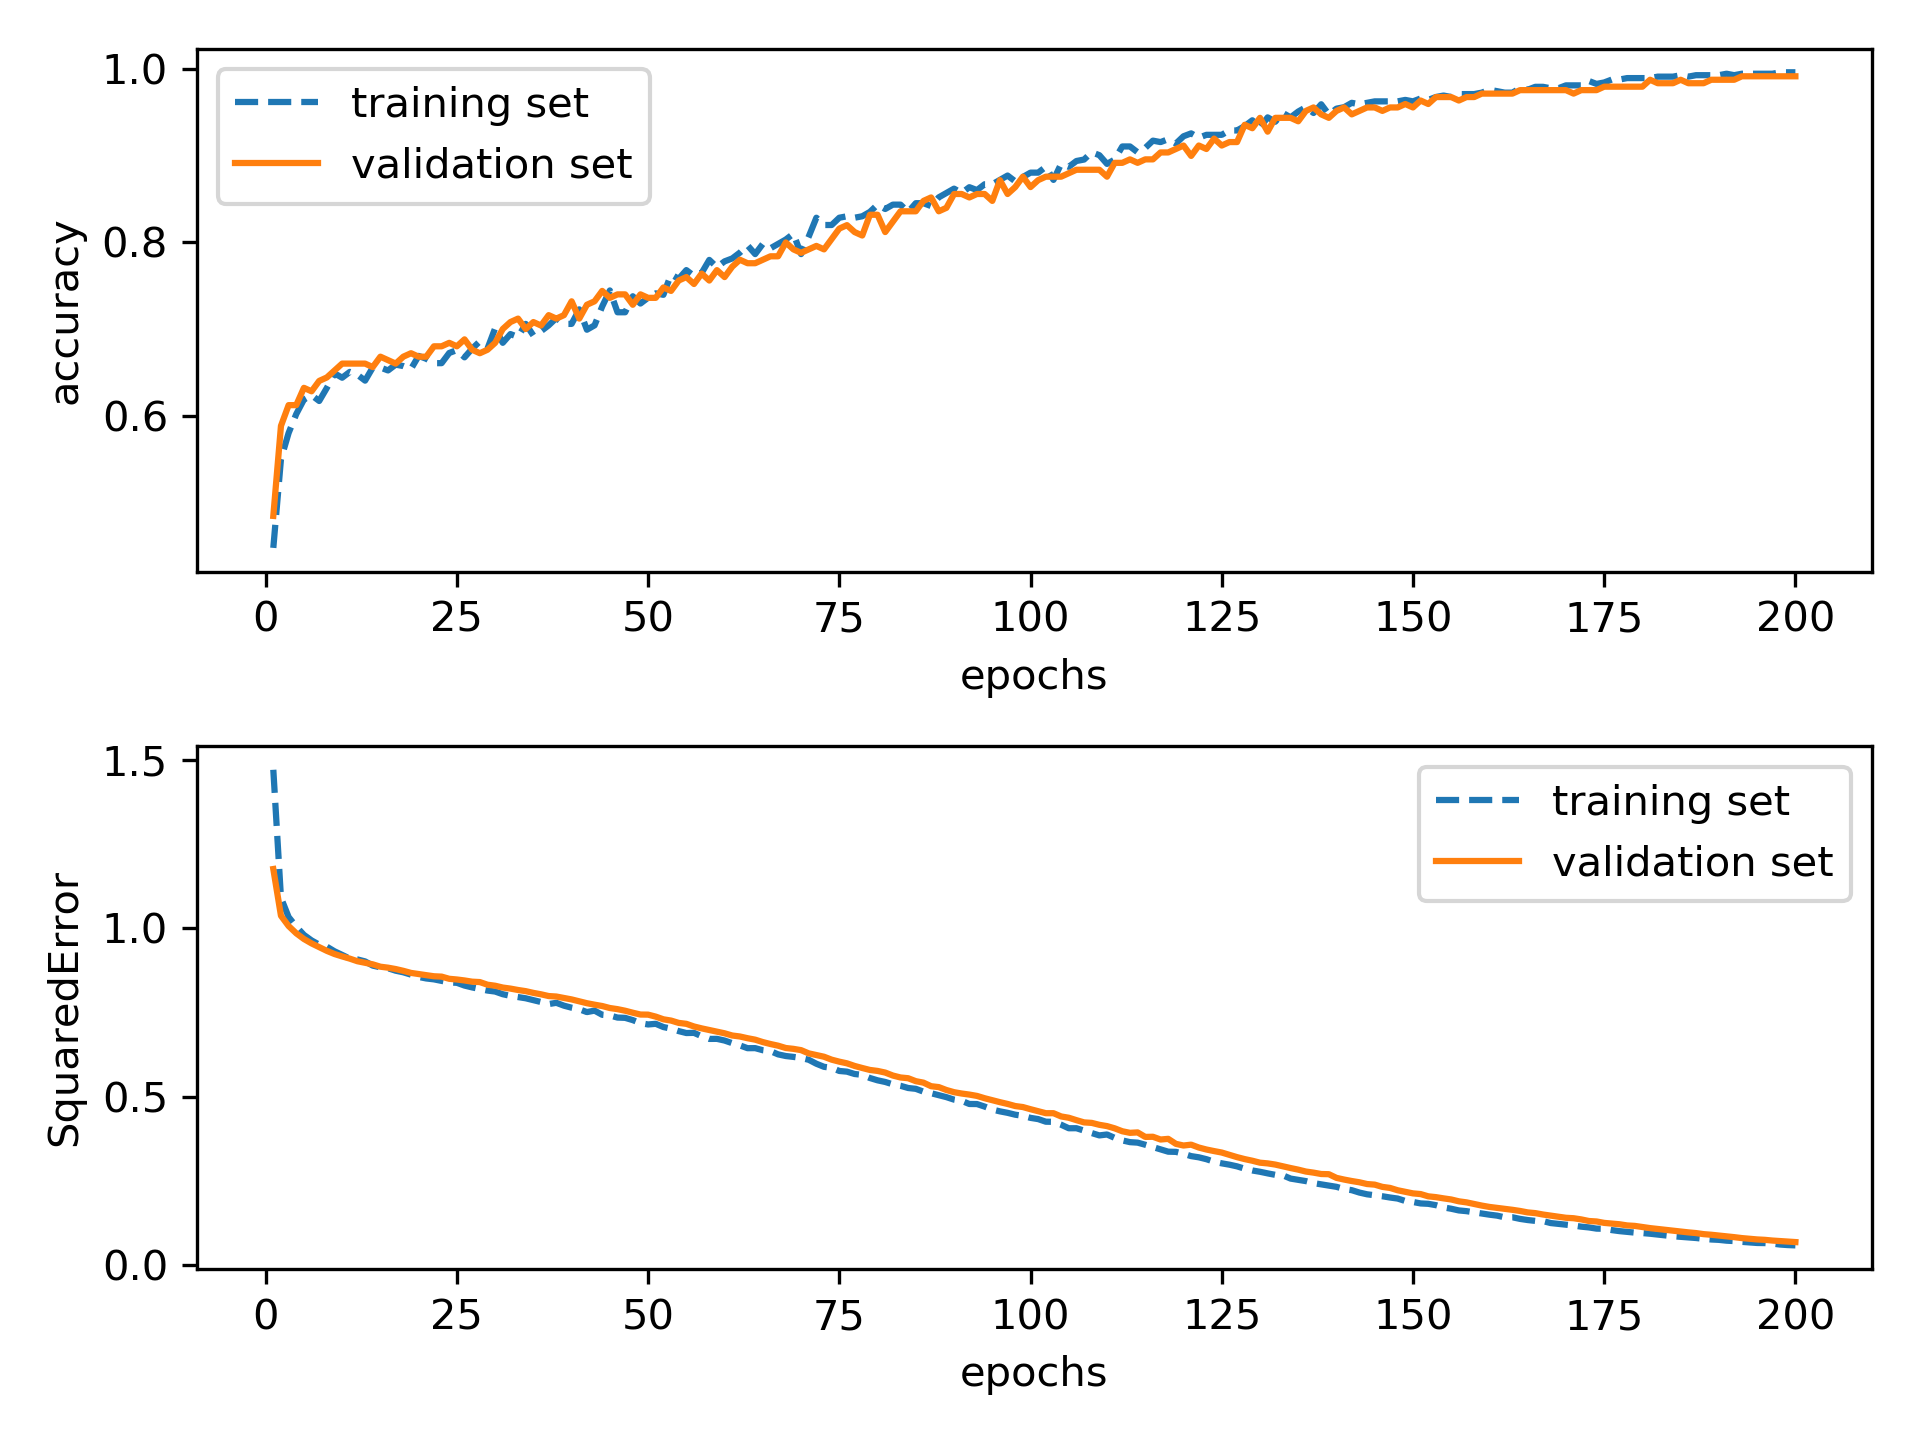 accuracy
1.0
0.8
0.6
training set
validation set
0 25 50 75 100 125 150 175 200
epochs
SquaredError
1.5
1.0
0.5
0.0
training set
validation set
0 25 50 75 100 125 150 175 200
epochs